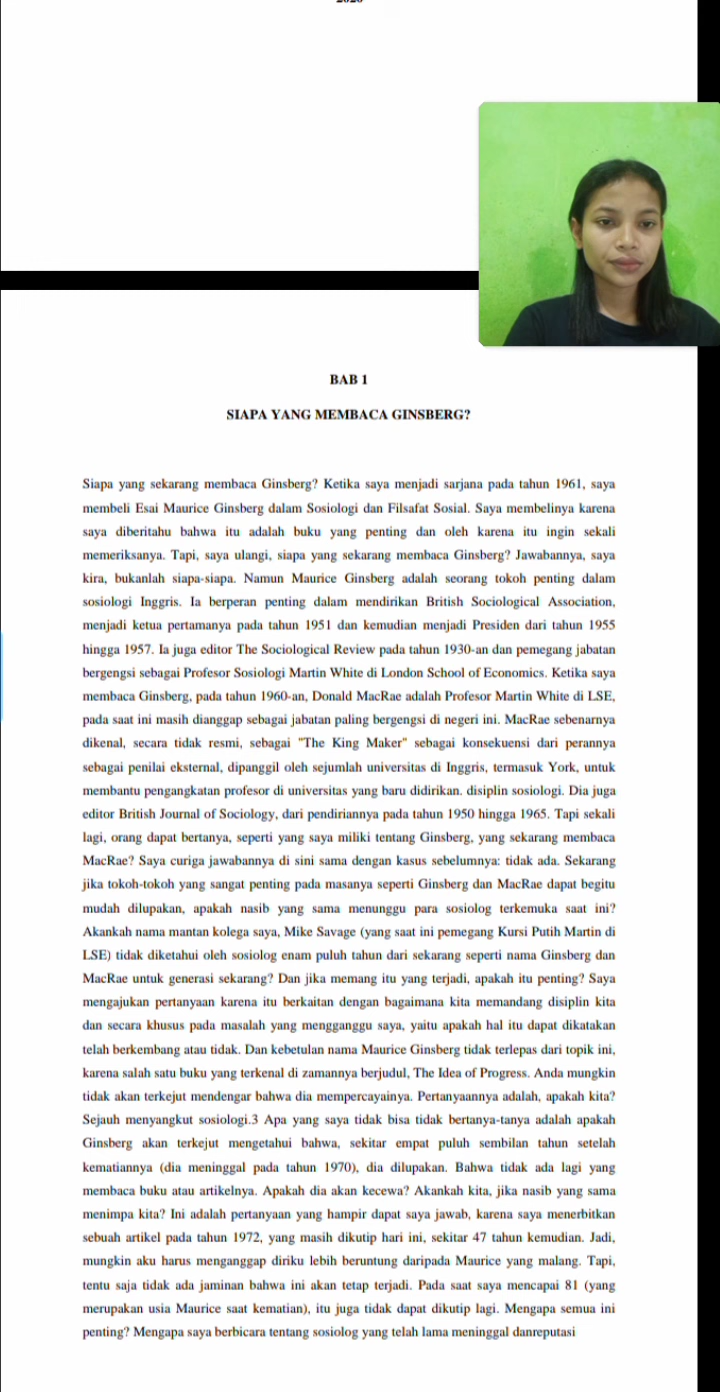 BAB 1
SIAPA YANG MEMBACA GINSBERG?
Siapa yang sekarang membaca Ginsberg? Ketika saya menjadi sarjana pada tahun 1961, saya
membeli Esai Maurice Ginsberg dalam Sosiologi dan Filsafat Sosial. Saya membelinya karena
saya diberitahu bahwa itu adalah buku yang penting dan oleh karena itu ingin sekali
memeriksanya. Tapi, saya ulangi, siapa yang sekarang membaca Ginsberg? Jawabannya, saya
kira, bukanlah siapa-siapa. Namun Maurice Ginsberg adalah seorang tokoh penting dalam
sosiologi Inggris. Ia berperan penting dalam mendirikan British Sociological Association,
menjadi ketua pertamanya pada tahun 1951 dan kemudian menjadi Presiden dari tahun 1955
hingga 1957. Ia juga editor The Sociological Review pada tahun 1930-an dan pemegang jabatan
bergengsi sebagai Profesor Sosiologi Martin White di London School of Economics. Ketika saya
membaca Ginsberg, pada tahun 1960-an, Donald MacRae adalah Profesor Martin White di LSE,
pada saat ini masih dianggap sebagai jabatan paling bergengsi di negeri ini. MacRae sebenarnya
dikenal, secara tidak resmi, sebagai "The King Maker" sebagai konsekuensi dari perannya
sebagai penilai eksternal, dipanggil oleh sejumlah universitas di Inggris, termasuk York, untuk
membantu pengangkatan profesor di universitas yang baru didirikan. disiplin sosiologi. Dia juga
editor British Journal of Sociology, dari pendiriannya pada tahun 1950 hingga 1965. Tapi sekali
lagi, orang dapat bertanya, seperti yang saya miliki tentang Ginsberg, yang sekarang membaca
MacRae? Saya curiga jawabannya di sini sama dengan kasus sebelumnya: tidak ada. Sekarang
jika tokoh-tokoh yang sangat penting pada masanya seperti Ginsberg dan MacRae dapat begitu
mudah dilupakan, apakah nasib yang sama menunggu para sosiolog terkemuka saat ini?
Akankah nama mantan kolega saya, Mike Savage (yang saat ini pemegang Kursi Putih Martin di
LSE) tidak diketahui oleh sosiolog enam puluh tahun dari sekarang seperti nama Ginsberg dan
MacRae untuk generasi sekarang? Dan jika memang itu yang terjadi, apakah itu penting? Saya
mengajukan pertanyaan karena itu berkaitan dengan bagaimana kita memandang disiplin kita
dan secara khusus pada masalah yang mengganggu saya, yaitu apakah hal itu dapat dikatakan
telah berkembang atau tidak. Dan kebetulan nama Maurice Ginsberg tidak terlepas dari topik ini,
karena salah satu buku yang terkenal di zamannya berjudul, The Idea of Progress. Anda mungkin
tidak akan terkejut mendengar bahwa dia mempercayainya. Pertanyaannya adalah, apakah kita?
Sejauh menyangkut sosiologi.3 Apa yang saya tidak bisa tidak bertanya-tanya adalah apakah
Ginsberg akan terkejut mengetahui bahwa, sekitar empat puluh sembilan tahun setelah
kematiannya (dia meninggal pada tahun 1970), dia dilupakan. Bahwa tidak ada lagi yang
membaca buku atau artikelnya. Apakah dia akan kecewa? Akankah kita, jika nasib yang sama
menimpa kita? Ini adalah pertanyaan yang hampir dapat saya jawab, karena saya menerbitkan
sebuah artikel pada tahun 1972, yang masih dikutip hari ini, sekitar 47 tahun kemudian. Jadi,
mungkin aku harus menganggap diriku lebih beruntung daripada Maurice yang malang. Tapi,
tentu saja tidak ada jaminan bahwa ini akan tetap terjadi. Pada saat saya mencapai 81 (yang
merupakan usia Maurice saat kematian), itu juga tidak dapat dikutip lagi. Mengapa semua ini
penting? Mengapa saya berbicara tentang sosiolog yang telah lama meninggal danreputasi